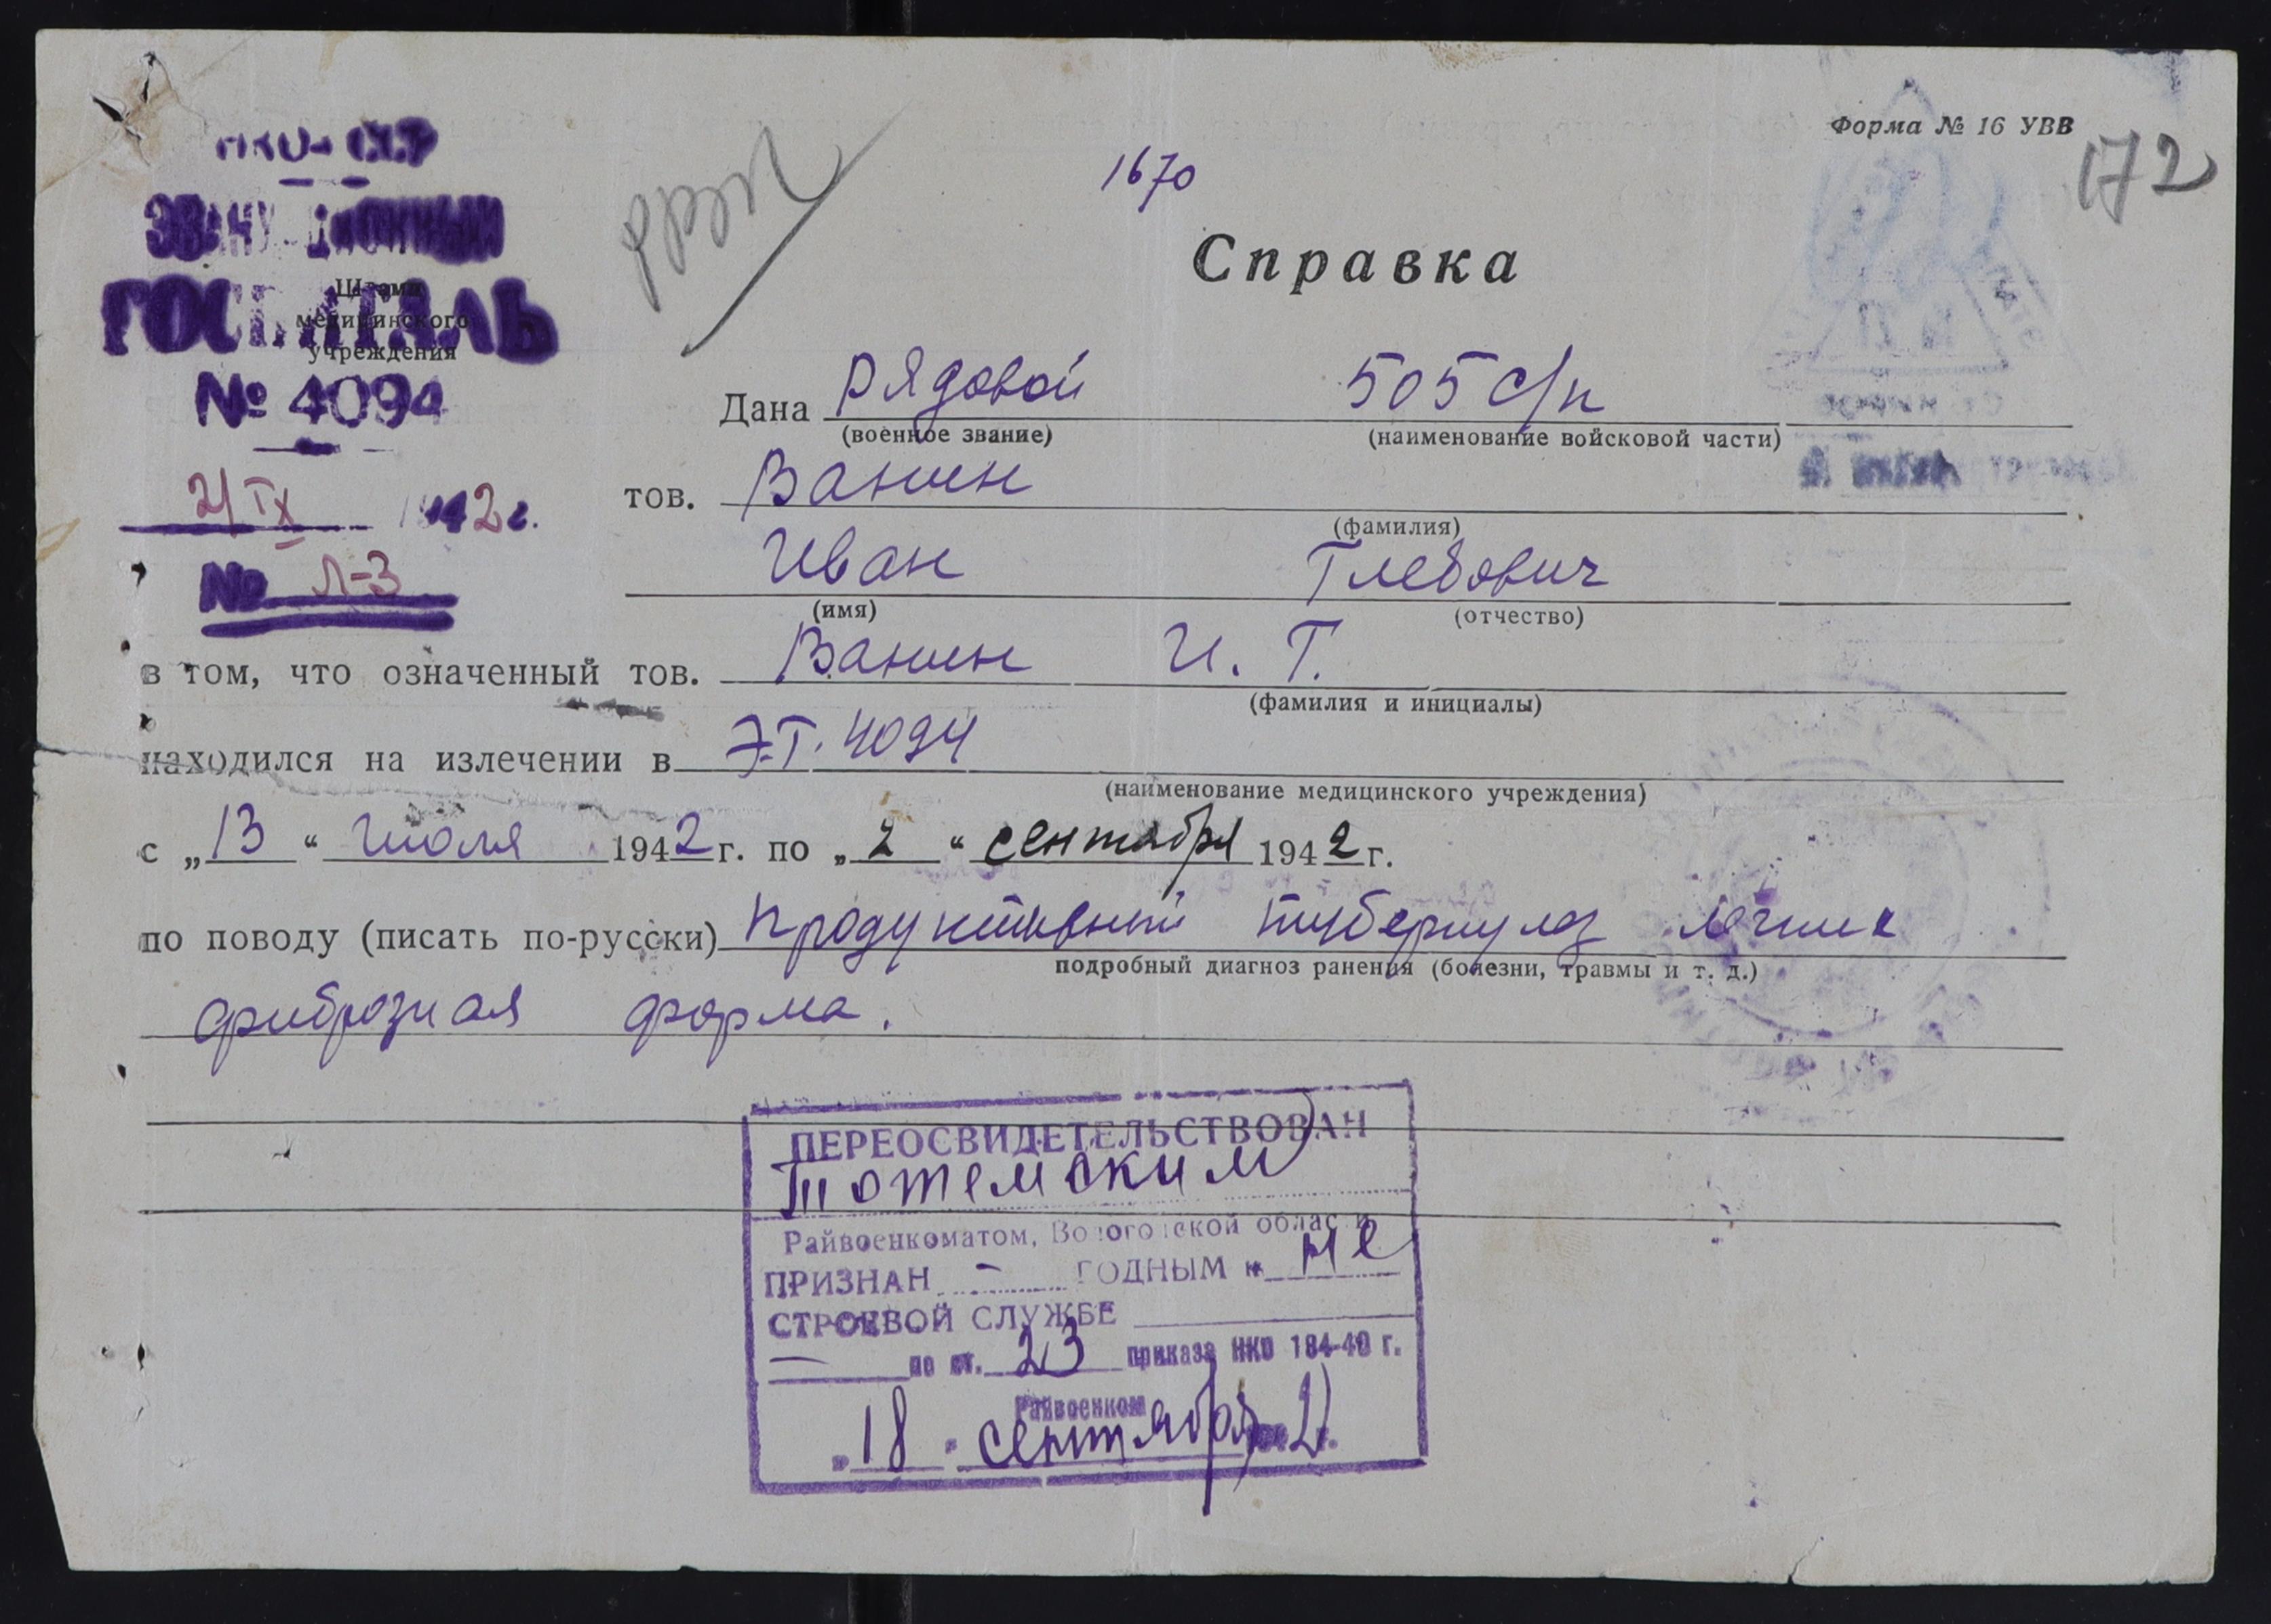 Форма № 16 УВВ
172
1670
НКО - СССР
ЭВАКУАЦИОННЫЙ
ГОСПИТАЛЬ
Штамп
медицинского
учреждения
№ 4094
21 IX 1942 г.
№ Л-3
Справка
Дана рядовой 505 с/п
(военное звание) (наименование войсковой части)
тов. Ванин
(фамилия)
Иван Глебович
(имя) (отчество)
в том, что означенный тов. Ванин И. Г.
(фамилия и инициалы)
находился на излечении в Э.Г. 4094
(наименование медицинского учреждения)
с „13“ Июля 1942 г. по „2“ сентября 1942 г.
по поводу (писать по-русски) продуктивный туберкулез легких
подробный диагноз ранения (болезни, травмы и т. д.)
фиброзная форма.
ПЕРЕОСВИДЕТЕЛЬСТВОВАН
Тотемским
Райвоенкоматом, Вологодской области
ПРИЗНАН - ГОДНЫМ к не
СТРОЕВОЙ СЛУЖБЕ
— по ст. 23 приказа НКО 184-40 г.
Райвоенком
„18“ сентября 2 г.